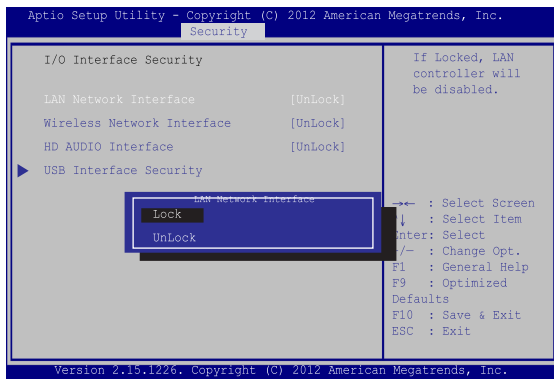 Aptio Setup Utility - Copyright (C) 2012 American Megatrends, Inc.
Security
I/O Interface Security
LAN Network Interface [UnLock]
Wireless Network Interface [UnLock]
HD AUDIO Interface [UnLock]
USB Interface Security
If Locked, LAN
controller will
be disabled.
LAN Network Interface
Lock
UnLock
→← : Select Screen
↓ : Select Item
Enter: Select
/— : Change Opt.
F1 : General Help
F9 : Optimized
Defaults
F10 : Save & Exit
ESC : Exit
Version 2.15.1226. Copyright (C) 2012 American Megatrends, Inc.